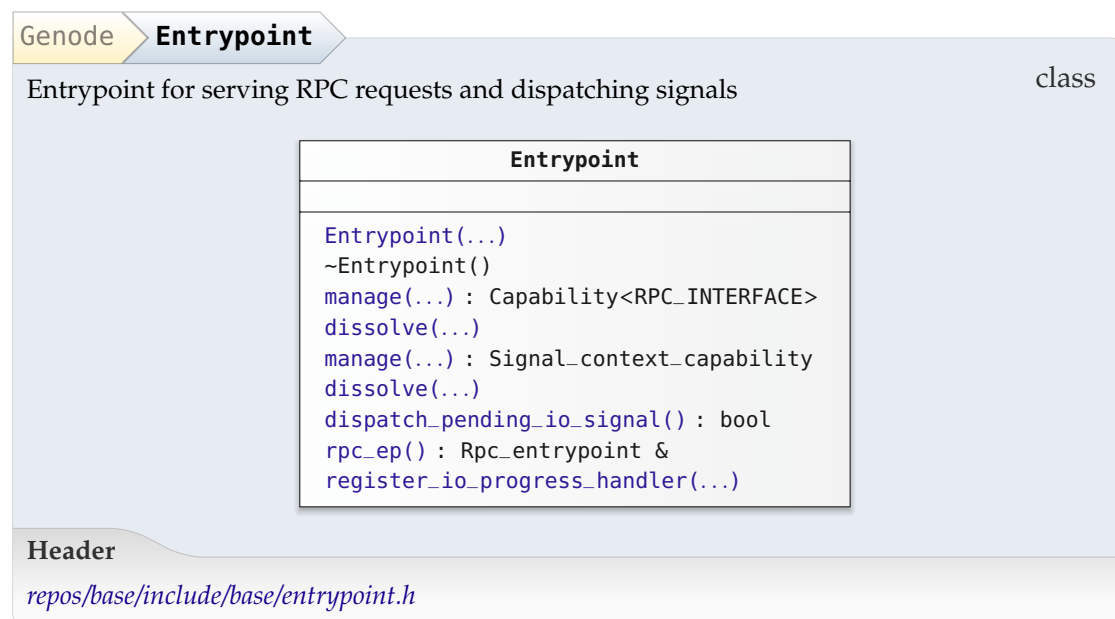 Genode Entrypoint
Entrypoint for serving RPC requests and dispatching signals
class
Entrypoint
Entrypoint(...)
~Entrypoint()
manage(...) : Capability<RPC_INTERFACE>
dissolve(...)
manage(...) : Signal_context_capability
dissolve(...)
dispatch_pending_io_signal() : bool
rpc_ep() : Rpc_entrypoint &
register_io_progress_handler(...)
Header
repos/base/include/base/entrypoint.h